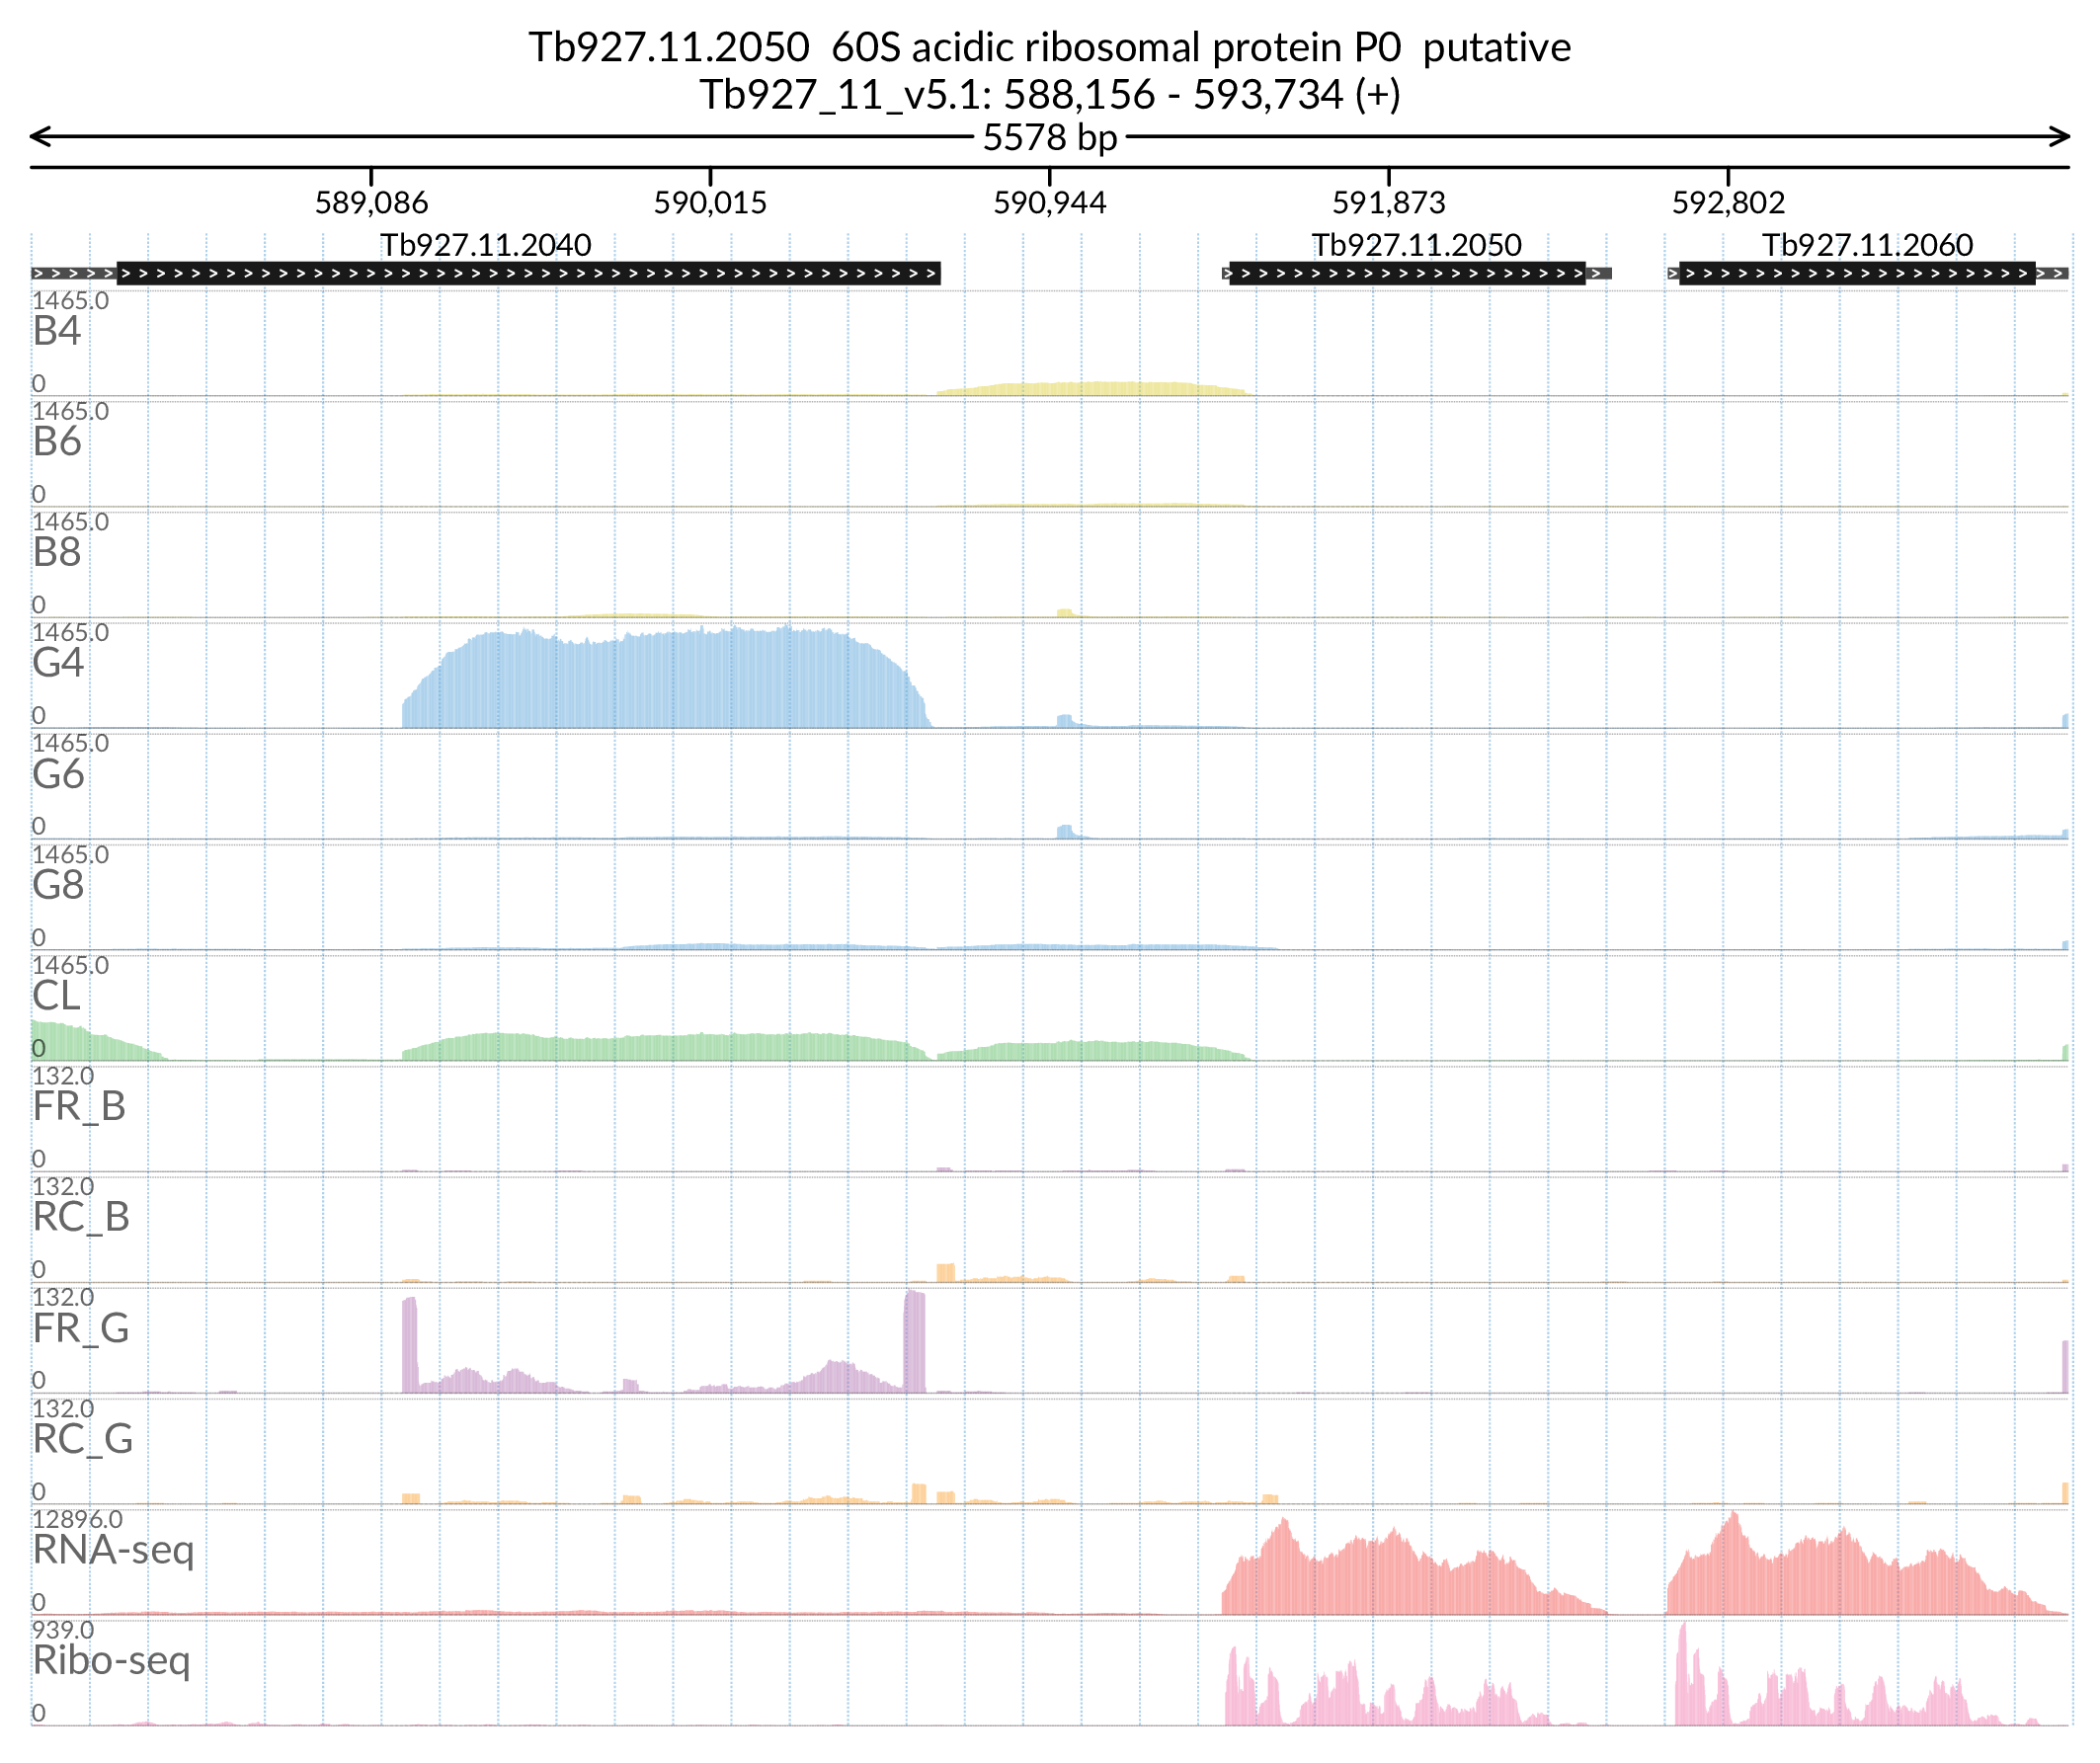 Tb927.11.2050 60S acidic ribosomal protein P0 putative
Tb927_11_v5.1: 588,156 - 593,734 (+)
5578 bp
589,086 590,015 590,944 591,873 592,802
Tb927.11.2040 Tb927.11.2050 Tb927.11.2060
1465.0
B4
0
1465.0
B6
0
1465.0
B8
0
1465.0
G4
0
1465.0
G6
0
1465.0
G8
0
1465.0
CL
0
132.0
FR_B
0
132.0
RC_B
0
132.0
FR_G
0
132.0
RC_G
0
12896.0
RNA-seq
0
939.0
Ribo-seq
0